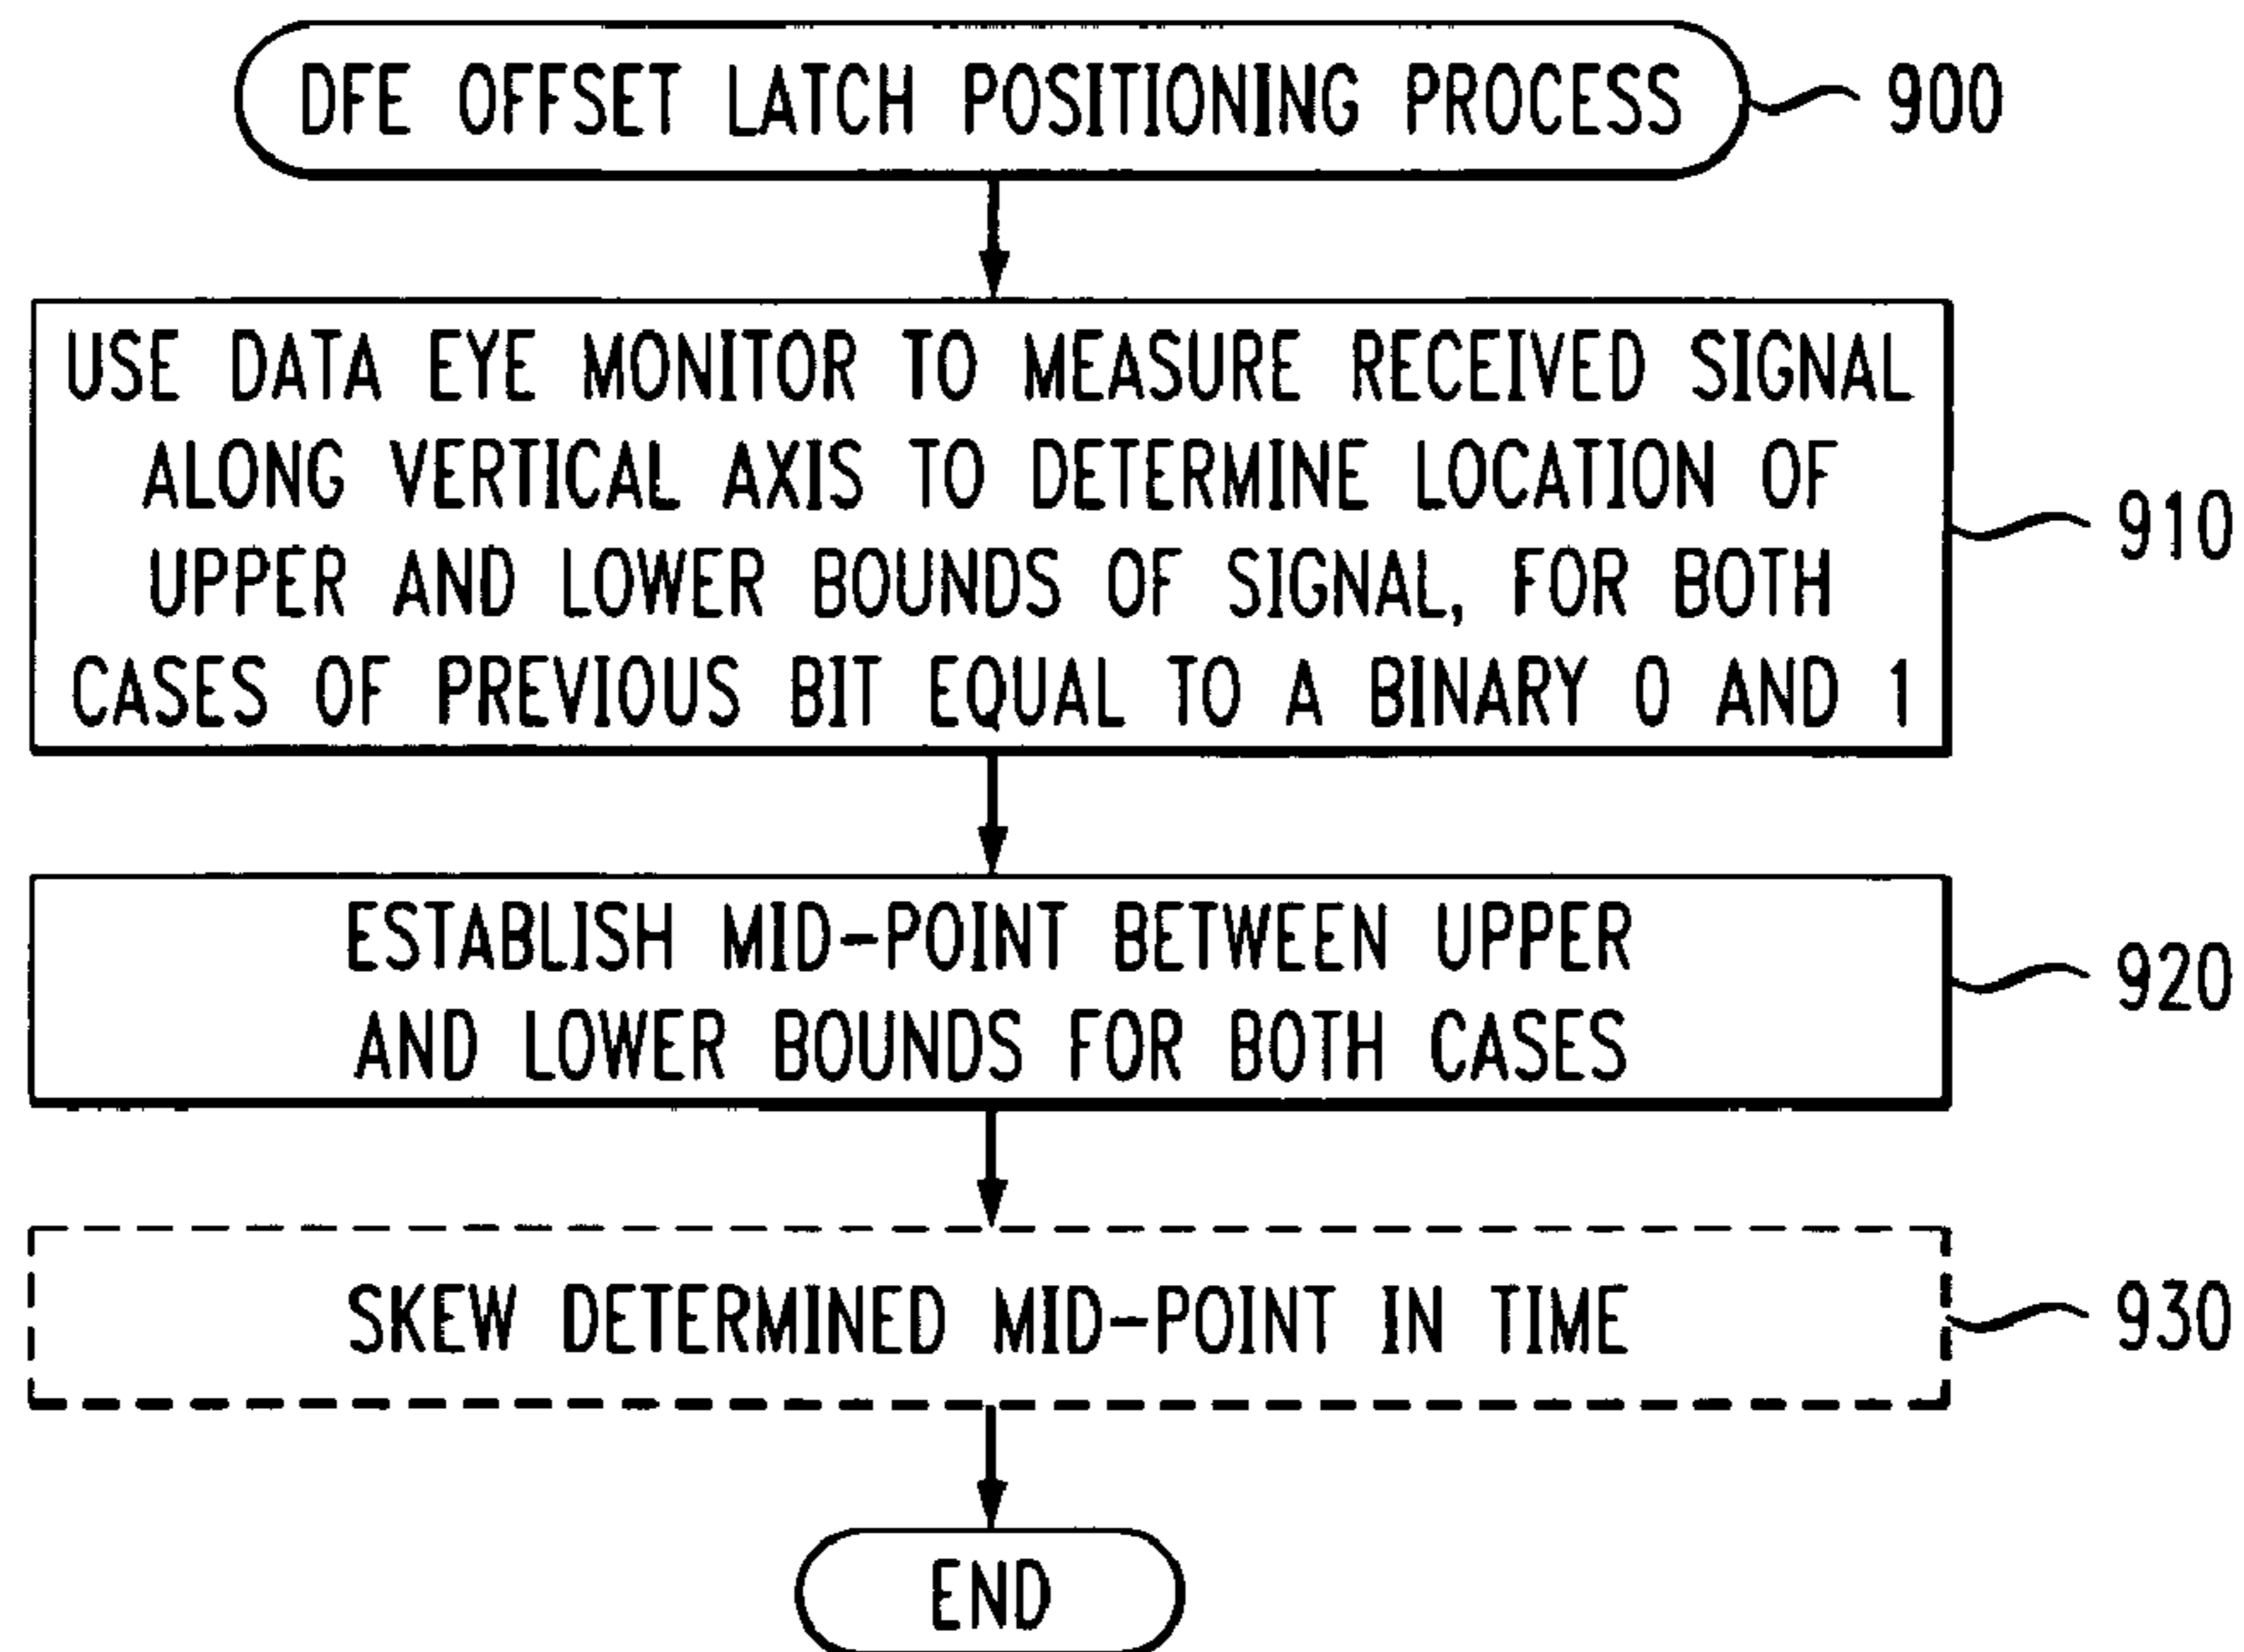 DFE OFFSET LATCH POSITIONING PROCESS
900
USE DATA EYE MONITOR TO MEASURE RECEIVED SIGNAL
ALONG VERTICAL AXIS TO DETERMINE LOCATION OF
UPPER AND LOWER BOUNDS OF SIGNAL, FOR BOTH
CASES OF PREVIOUS BIT EQUAL TO A BINARY 0 AND 1
910
ESTABLISH MID-POINT BETWEEN UPPER
AND LOWER BOUNDS FOR BOTH CASES
920
SKEW DETERMINED MID-POINT IN TIME
930
END